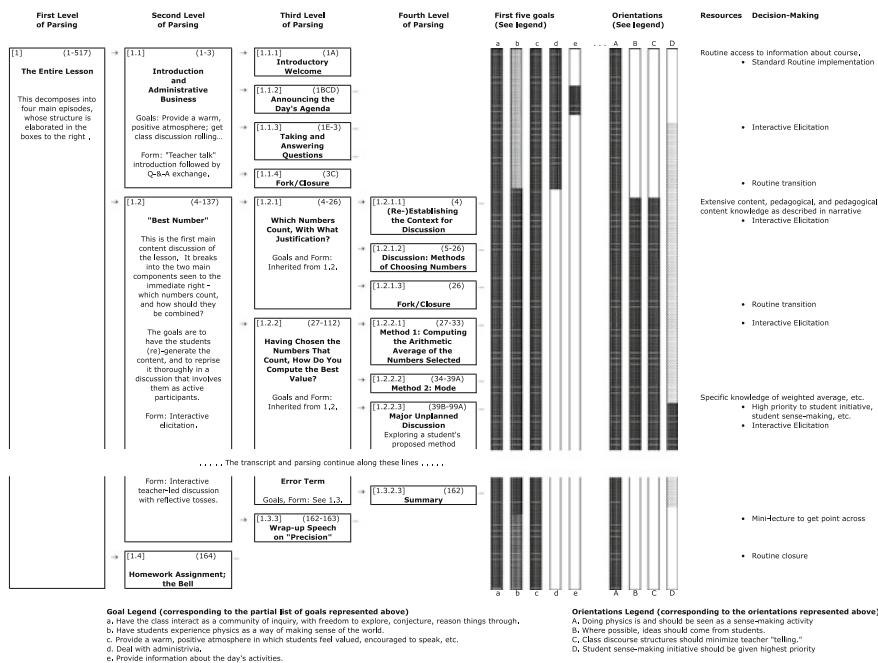 First Level
of Parsing
Second Level
of Parsing
Third Level
of Parsing
Fourth Level
of Parsing
First five goals
(See legend)
Orientations
(See legend)
Resources
Decision-Making
a b c d e
. . . A B C D
[1] (1-517)
The Entire Lesson
This decomposes into
four main episodes,
whose structure is
elaborated in the
boxes to the right .
[1.1] (1-3)
Introduction
and
Administrative
Business
Goals: Provide a warm,
positive atmosphere; get
class discussion rolling...
Form: "Teacher talk"
introduction followed by
Q-&-A exchange.
[1.1.1] (1A)
Introductory
Welcome
[1.1.2] (1BCD)
Announcing the
Day's Agenda
[1.1.3] (1E-3)
Taking and
Answering
Questions
[1.1.4] (3C)
Fork/Closure
Routine access to information about course.
• Standard Routine implementation
• Interactive Elicitation
• Routine transition
[1.2] (4-137)
"Best Number"
This is the first main
content discussion of
the lesson. It breaks
into the two main
components seen to the
immediate right -
which numbers count,
and how should they
be combined?
The goals are to
have the students
(re)-generate the
content, and to reprise
it thoroughly in a
discussion that involves
them as active
participants.
Form: Interactive
elicitation.
[1.2.1] (4-26)
Which Numbers
Count, With What
Justification?
Goals and Form:
Inherited from 1.2.
[1.2.2] (27-112)
Having Chosen the
Numbers That
Count, How Do You
Compute the Best
Value?
Goals and Form:
Inherited from 1.2.
[1.2.1.1] (4)
(Re-)Establishing
the Context for
Discussion
[1.2.1.2] (5-26)
Discussion: Methods
of Choosing Numbers
[1.2.1.3] (26)
Fork/Closure
[1.2.2.1] (27-33)
Method 1: Computing
the Arithmetic
Average of the
Numbers Selected
[1.2.2.2] (34-39A)
Method 2: Mode
[1.2.2.3] (39B-99A)
Major Unplanned
Discussion
Exploring a student's
proposed method
Extensive content, pedagogical, and pedagogical
content knowledge as described in narrative
• Interactive Elicitation
• Routine transition
• Interactive Elicitation
Specific knowledge of weighted average, etc.
• High priority to student initiative,
student sense-making, etc.
• Interactive Elicitation
. . . . . The transcript and parsing continue along these lines . . . . .
Form: Interactive
teacher-led discussion
with reflective tosses.
Error Term
Goals, Form: See 1.3.
[1.3.2.3] (162)
Summary
[1.3.3] (162-163)
Wrap-up Speech
on "Precision"
• Mini-lecture to get point across
[1.4] (164)
Homework Assignment;
the Bell
• Routine closure
a b c d e
A B C D
Goal Legend (corresponding to the partial list of goals represented above)
a. Have the class interact as a community of inquiry, with freedom to explore, conjecture, reason things through.
b. Have students experience physics as a way of making sense of the world.
c. Provide a warm, positive atmosphere in which students feel valued, encouraged to speak, etc.
d. Deal with administrivia.
e. Provide information about the day's activities.
Orientations Legend (corresponding to the orientations represented above)
A. Doing physics is and should be seen as a sense-making activity
B. Where possible, ideas should come from students.
C. Class discourse structures should minimize teacher "telling."
D. Student sense-making initiative should be given highest priority